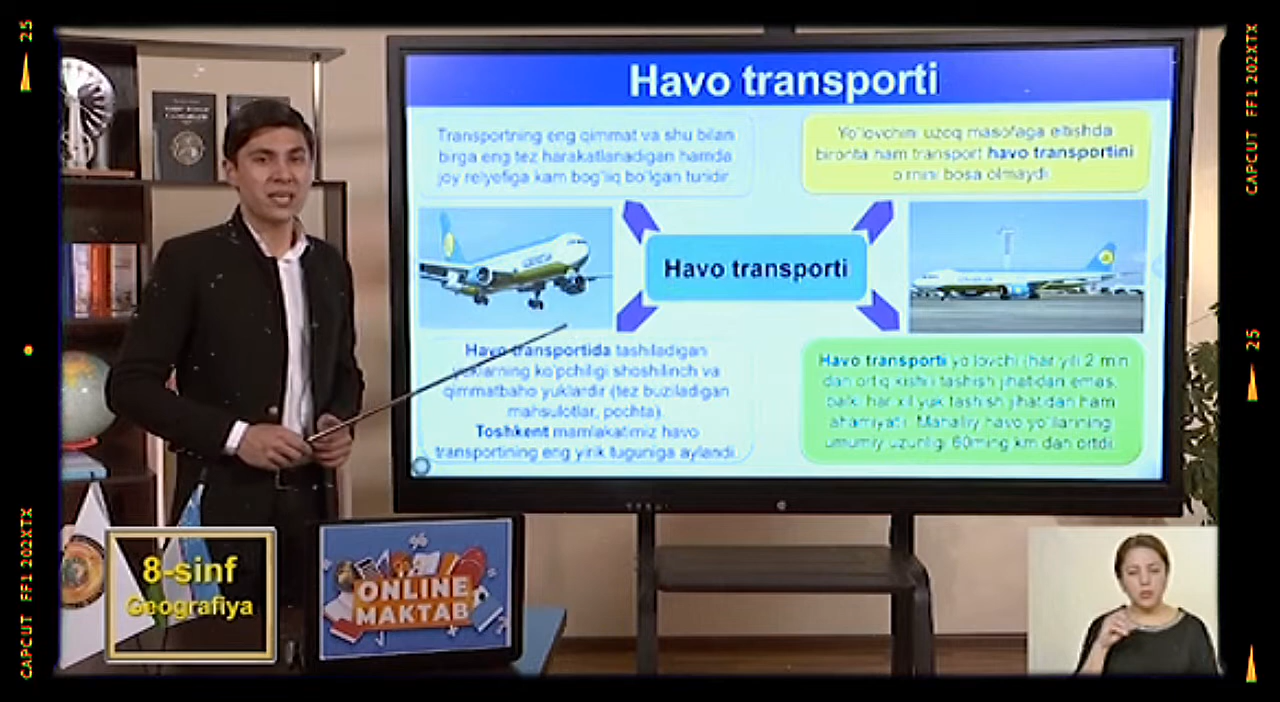 Havo transporti
Transportning eng qimmat va shu bilan
birga eng tez harakatlanadigan hamda
joy relyefiga kam bog'liq bo'lgan turidir.
Yo'lovchini uzoq masofaga eltishda
bironta ham transport havo transportini
o'rnini bosa olmaydi.
Havo transporti
Havo transportida tashiladigan
yuklarning ko'pchiligi shoshilinch va
qimmatbaho yuklardir (tez buziladigan
mahsulotlar, pochta).
Toshkent mamlakatimiz havo
transportining eng yirik tuguniga aylandi.
Havo transporti yo'lovchi (har yili 2 mln
dan ortiq kishi) tashish jihatidan emas,
balki har xil yuk tashish jihatidan ham
ahamiyatli. Mahalliy havo yo'llarining
umumiy uzunligi 60ming km dan ortdi.
8-sinf
Geografiya
ONLINE
MAKTAB
25
CAPCUT FF1 202XTX
CAPCUT FF1 202XTX
25